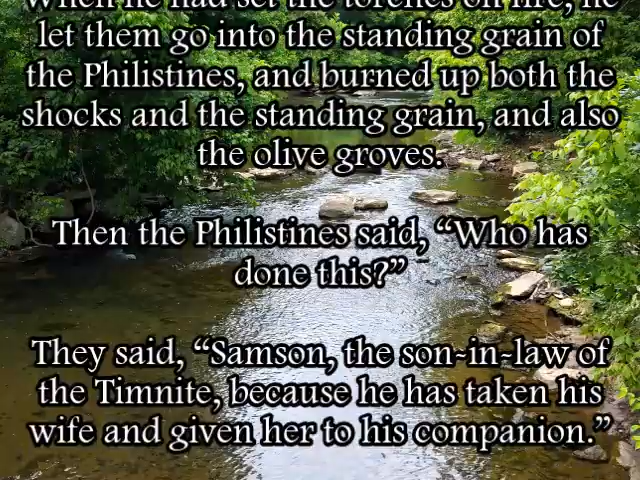 When he had set the torches on fire, he
let them go into the standing grain of
the Philistines, and burned up both the
shocks and the standing grain, and also
the olive groves.
Then the Philistines said, “Who has
done this?”
They said, “Samson, the son-in-law of
the Timnite, because he has taken his
wife and given her to his companion.”